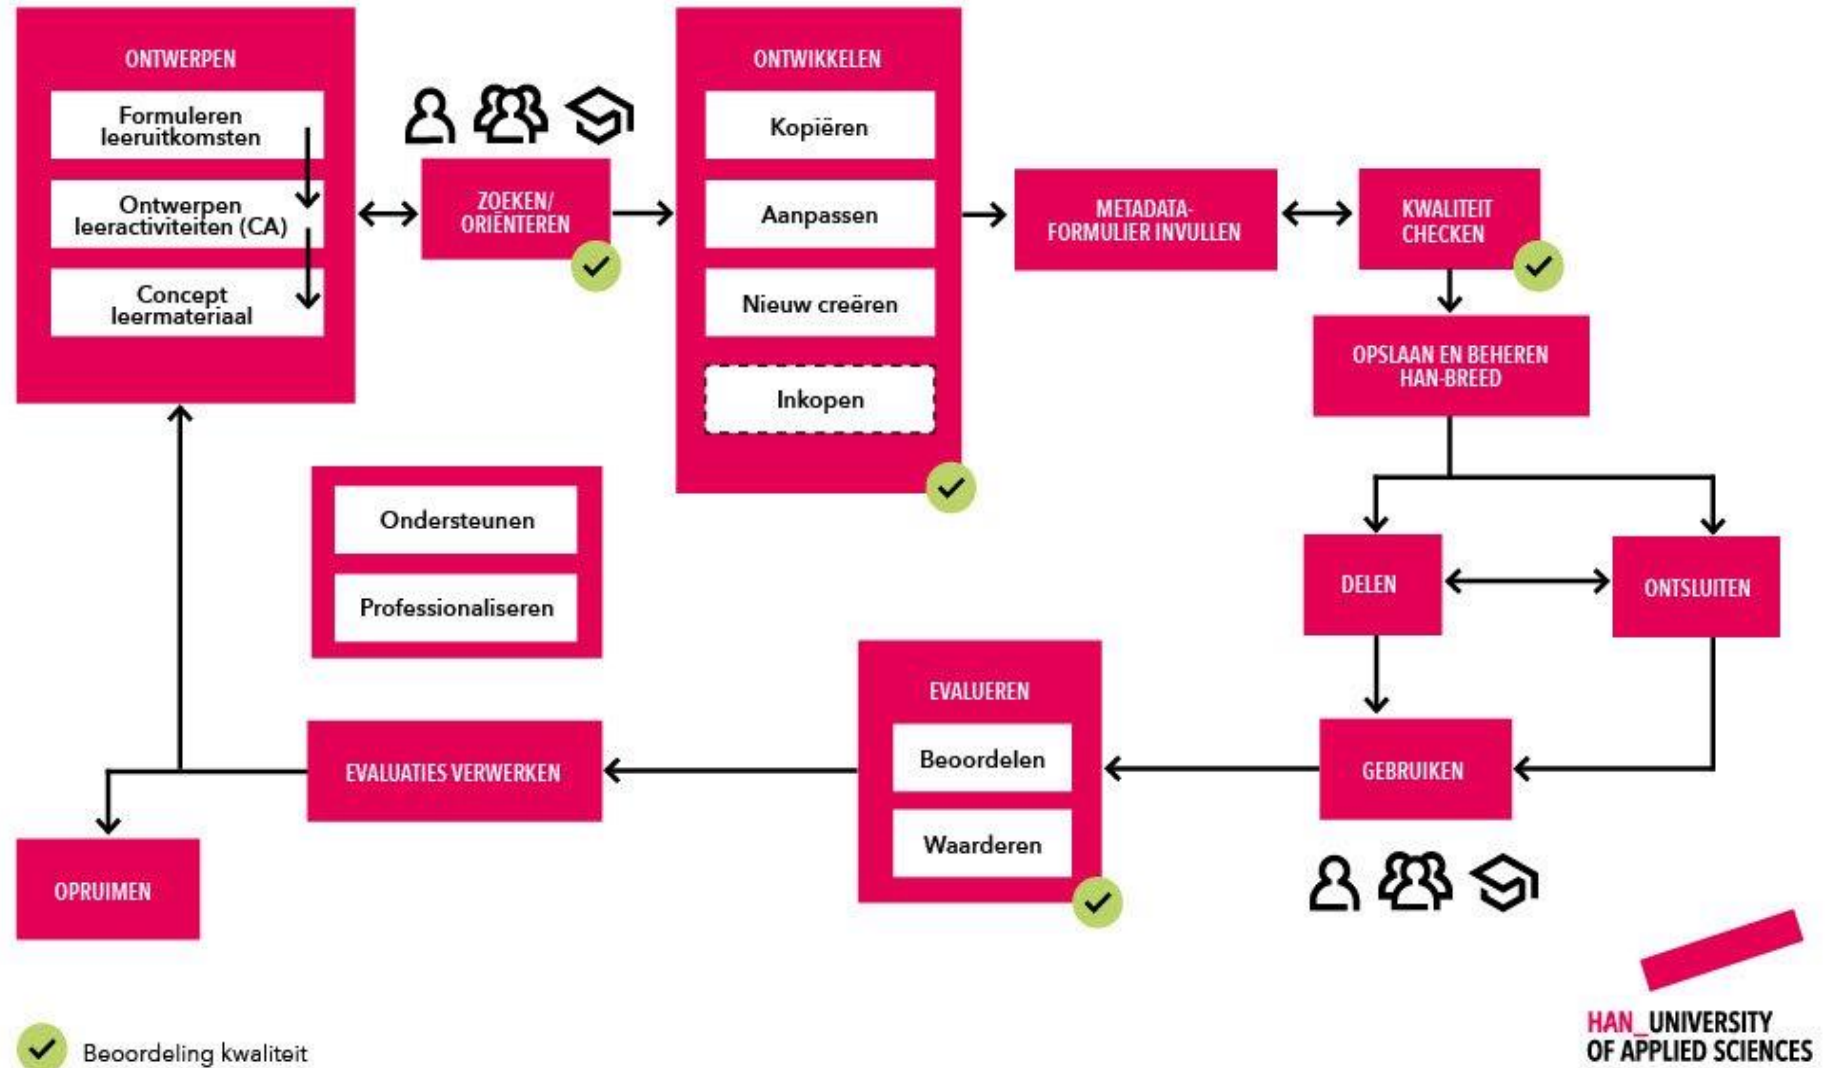 ONTWERPEN
Formuleren
leeruitkomsten
Ontwerpen
leeractiviteiten (CA)
Concept
leermateriaal
ZOEKEN/
ORIËNTEREN
ONTWIKKELEN
Kopiëren
Aanpassen
Nieuw creëren
Inkopen
METADATA-
FORMULIER INVULLEN
KWALITEIT
CHECKEN
OPSLAAN EN BEHEREN
HAN-BREED
DELEN
ONTSLUITEN
GEBRUIKEN
EVALUEREN
Beoordelen
Waarderen
EVALUATIES VERWERKEN
Ondersteunen
Professionaliseren
OPRUIMEN
Beoordeling kwaliteit
HAN_UNIVERSITY
OF APPLIED SCIENCES